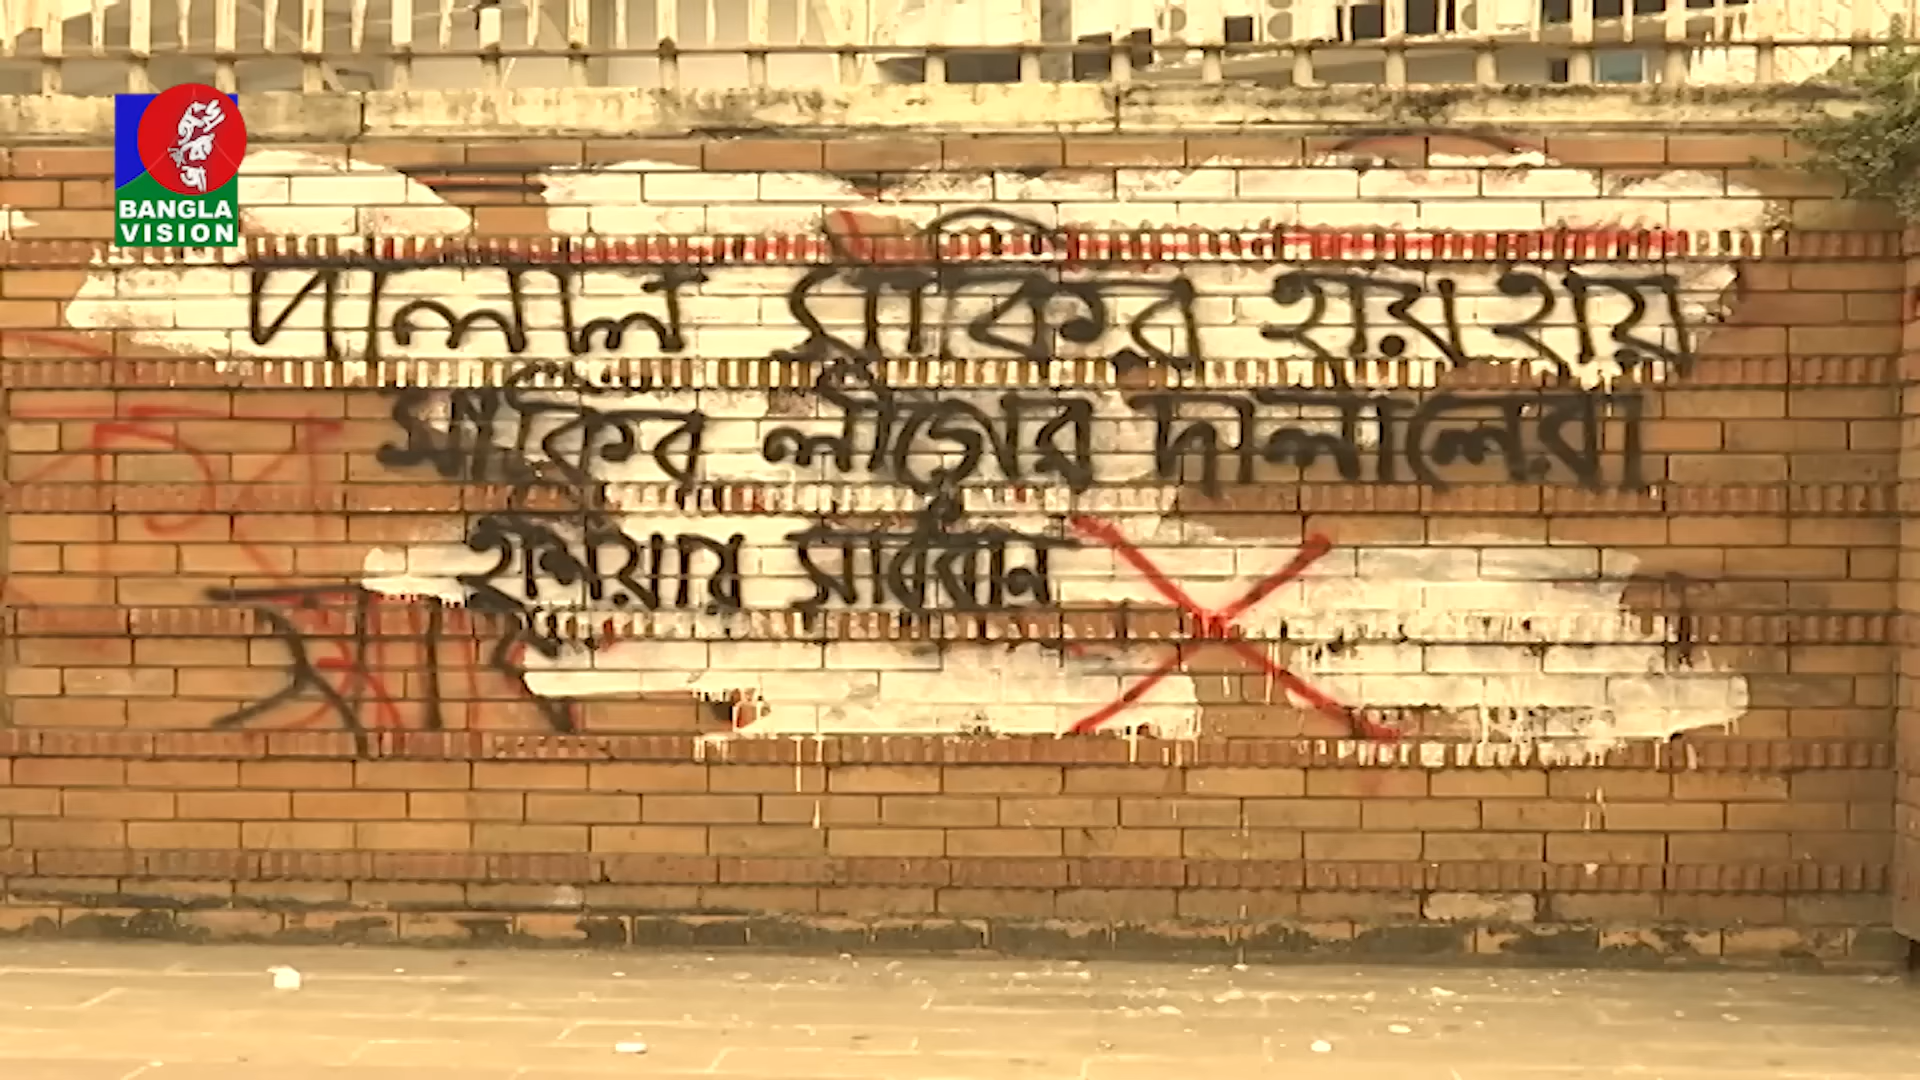 BANGLA
VISION
দালাল সাকিব হায় হায়
সাকিব লীগের দালালেরা
হুশিয়ার সাবধান